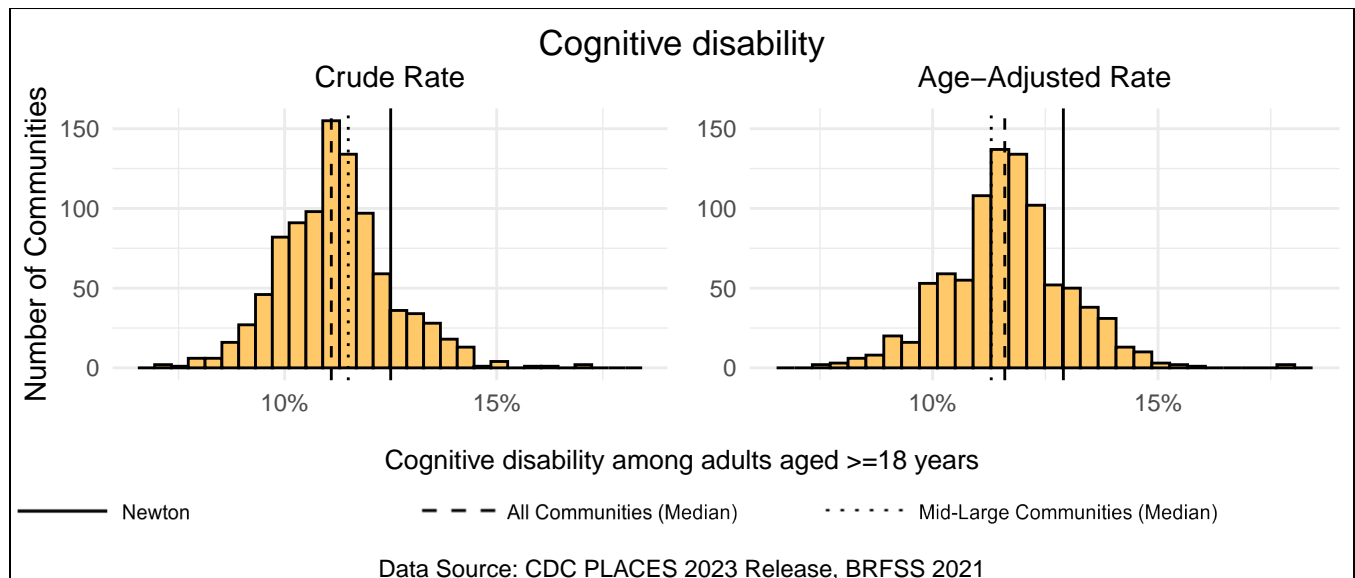 Cognitive disability
Crude Rate
Age−Adjusted Rate
Number of Communities
150
100
50
0
10%
15%
150
100
50
0
10%
15%
Cognitive disability among adults aged >=18 years
Newton
All Communities (Median)
Mid-Large Communities (Median)
Data Source: CDC PLACES 2023 Release, BRFSS 2021